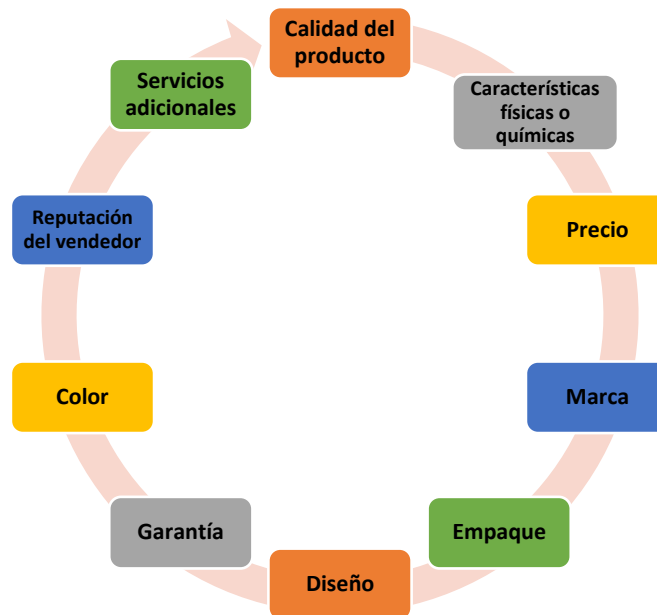 Calidad del
producto
Características
físicas o
químicas
Precio
Marca
Empaque
Diseño
Garantía
Color
Reputación
del vendedor
Servicios
adicionales